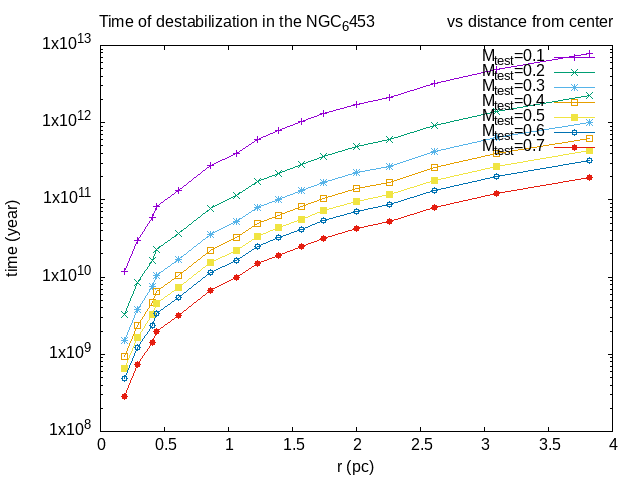 Time of destabilization in the NGC6453 vs distance from center
1x10^13
1x10^12
1x10^11
1x10^10
1x10^9
1x10^8
time (year)
0 0.5 1 1.5 2 2.5 3 3.5 4
r (pc)
Mtest=0.1
Mtest=0.2
Mtest=0.3
Mtest=0.4
Mtest=0.5
Mtest=0.6
Mtest=0.7